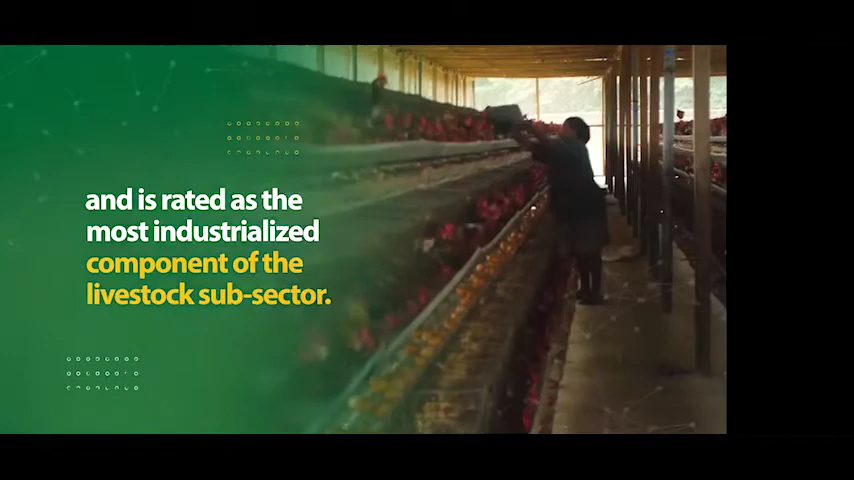 and is rated as the
most industrialized
component of the
livestock sub-sector.